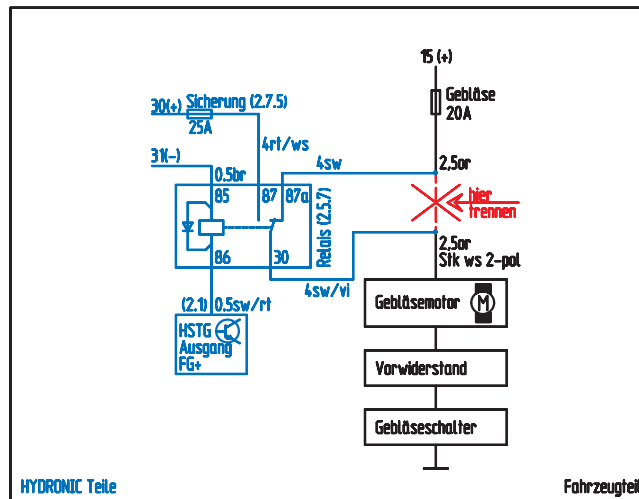 15 (+)
Gebläse
20A
30(+) Sicherung (2.7.5)
25A
4rt/ws
31(-)
4sw
2,5or
0.5br
85
87
87a
hier
trennen
Relais (2.5.7)
86
30
2,5or
Stk ws 2-pol
4sw/vi
(2.1) 0.5sw/rt
Gebläsemotor M
HSTG
Ausgang
FG+
Vorwiderstand
Gebläseschalter
HYDRONIC Teile
Fahrzeugteil